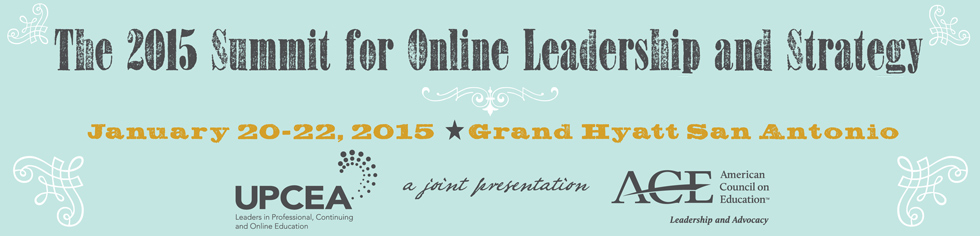 The 2015 Summit for Online Leadership and Strategy
January 20-22, 2015 ★ Grand Hyatt San Antonio
UPCEA
Leaders in Professional, Continuing
and Online Education
a joint presentation
ACE
American
Council on
Education™
Leadership and Advocacy